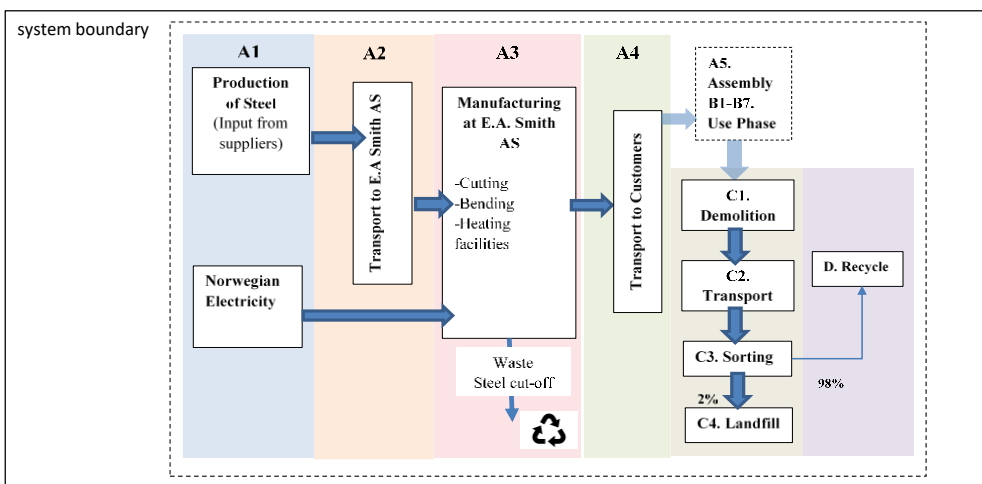 system boundary
A1
A2
A3
A4
Production
of Steel
(Input from
suppliers)
Norwegian
Electricity
Transport to E.A Smith AS
Manufacturing
at E.A. Smith
AS
-Cutting
-Bending
-Heating
facilities
Waste
Steel cut-off
Transport to Customers
A5.
Assembly
B1-B7.
Use Phase
C1.
Demolition
C2.
Transport
C3. Sorting
2%
C4. Landfill
D. Recycle
98%